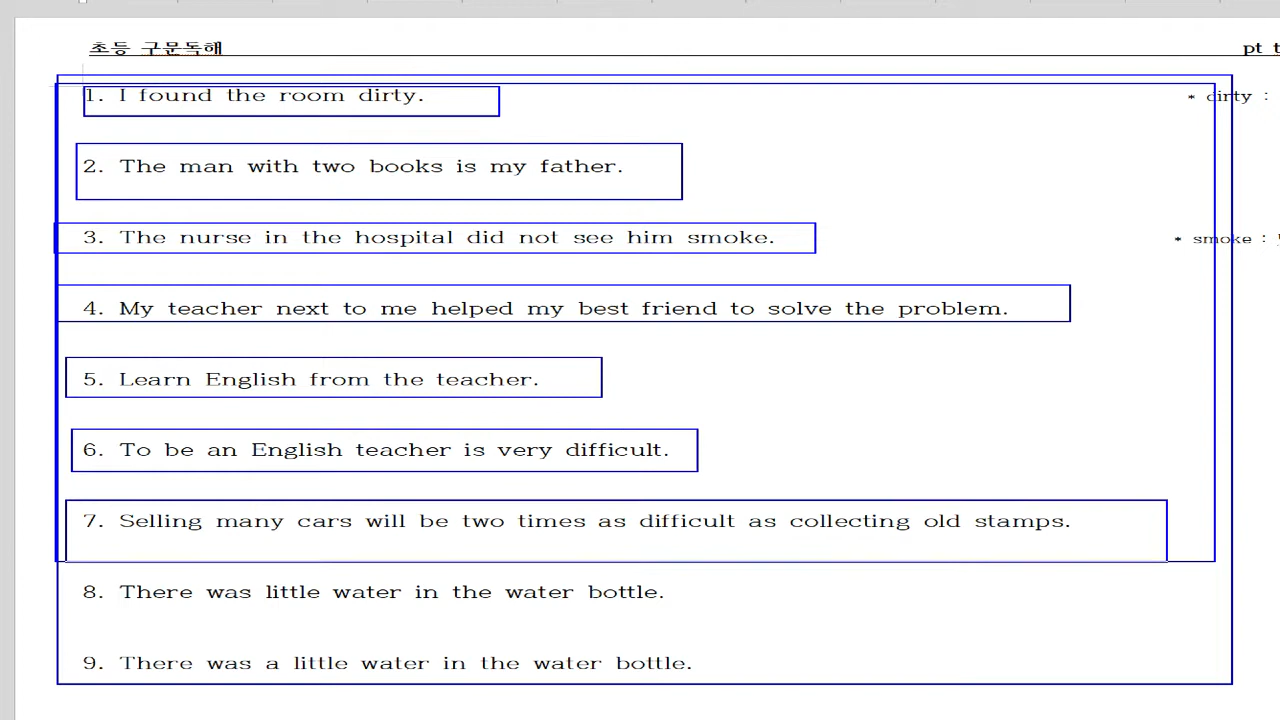 초등 구문독해 pt t
1. I found the room dirty. * dirty :
2. The man with two books is my father.
3. The nurse in the hospital did not see him smoke. * smoke :
4. My teacher next to me helped my best friend to solve the problem.
5. Learn English from the teacher.
6. To be an English teacher is very difficult.
7. Selling many cars will be two times as difficult as collecting old stamps.
8. There was little water in the water bottle.
9. There was a little water in the water bottle.